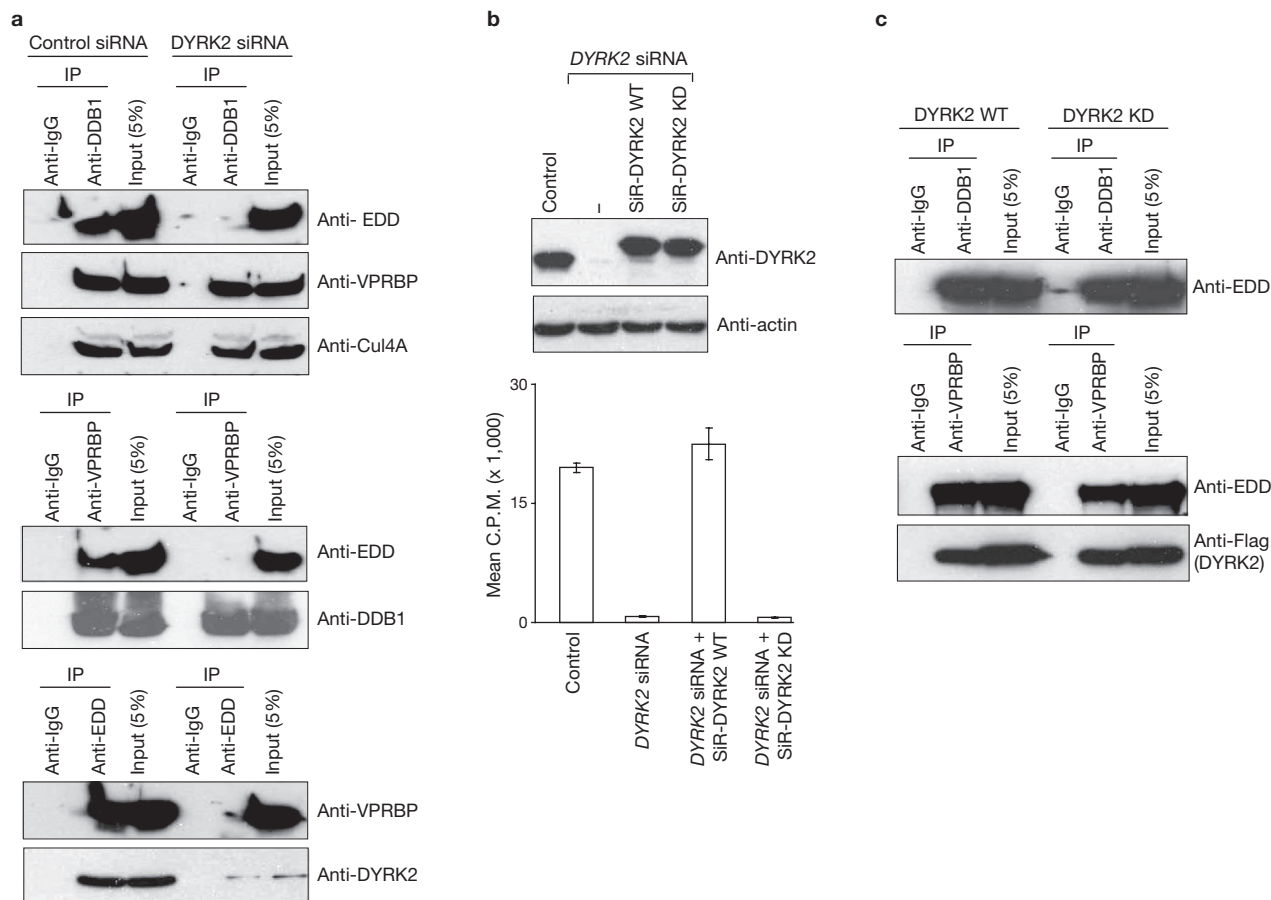 a
Control siRNA DYRK2 siRNA
IP IP
Anti-IgG Anti-DDB1 Input (5%) Anti-IgG Anti-DDB1 Input (5%)
Anti- EDD
Anti-VPRBP
Anti-Cul4A
IP IP
Anti-IgG Anti-VPRBP Input (5%) Anti-IgG Anti-VPRBP Input (5%)
Anti-EDD
Anti-DDB1
IP IP
Anti-IgG Anti-EDD Input (5%) Anti-IgG Anti-EDD Input (5%)
Anti-VPRBP
Anti-DYRK2
b
DYRK2 siRNA
Control – SiR-DYRK2 WT SiR-DYRK2 KD
Anti-DYRK2
Anti-actin
Mean C.P.M. (x 1,000)
30
15
0
Control
DYRK2 siRNA
DYRK2 siRNA +
SiR-DYRK2 WT
DYRK2 siRNA +
SiR-DYRK2 KD
c
DYRK2 WT DYRK2 KD
IP IP
Anti-IgG Anti-DDB1 Input (5%) Anti-IgG Anti-DDB1 Input (5%)
Anti-EDD
IP IP
Anti-IgG Anti-VPRBP Input (5%) Anti-IgG Anti-VPRBP Input (5%)
Anti-EDD
Anti-Flag
(DYRK2)